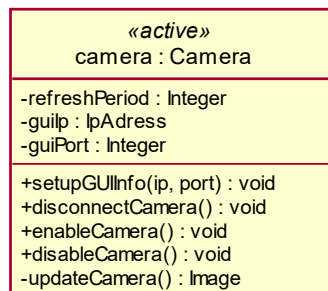 «active»
camera : Camera
-refreshPeriod : Integer
-guiIp : IpAdress
-guiPort : Integer
+setupGUIInfo(ip, port) : void
+disconnectCamera() : void
+enableCamera() : void
+disableCamera() : void
-updateCamera() : Image